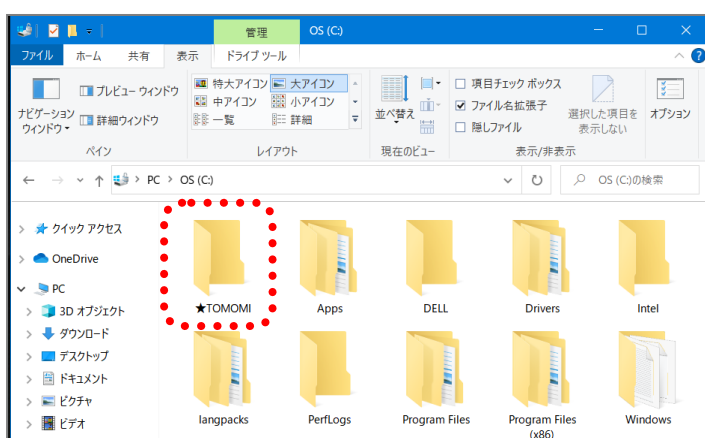 管理 OS (C:)
ファイル ホーム 共有 表示 ドライブ ツール
プレビュー ウィンドウ
詳細ウィンドウ
ナビゲーション
ウィンドウ
ペイン
特大アイコン 大アイコン
中アイコン 小アイコン
一覧 詳細
レイアウト
並べ替え
現在のビュー
項目チェック ボックス
ファイル名拡張子
隠しファイル
選択した項目を
表示しない
表示/非表示
オプション
PC > OS (C:)
OS (C:)の検索
クイック アクセス
OneDrive
PC
3D オブジェクト
ダウンロード
デスクトップ
ドキュメント
ピクチャ
ビデオ
★TOMOMI Apps DELL Drivers Intel
langpacks PerfLogs Program Files Program Files Windows
(x86)